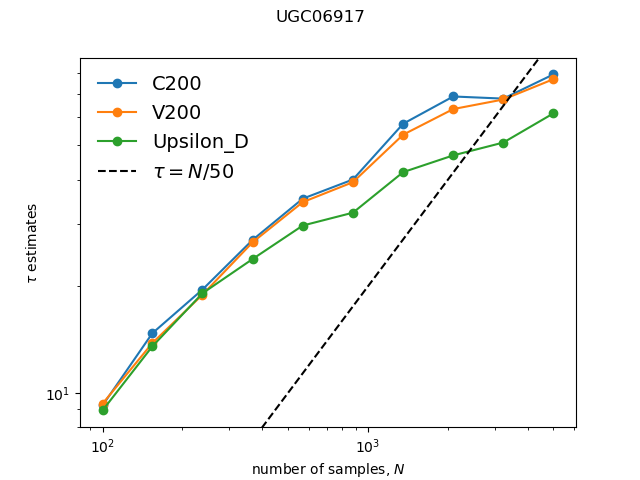 UGC06917
C200
V200
Upsilon_D
τ = N/50
τ estimates
10¹
10² 10³
number of samples, N